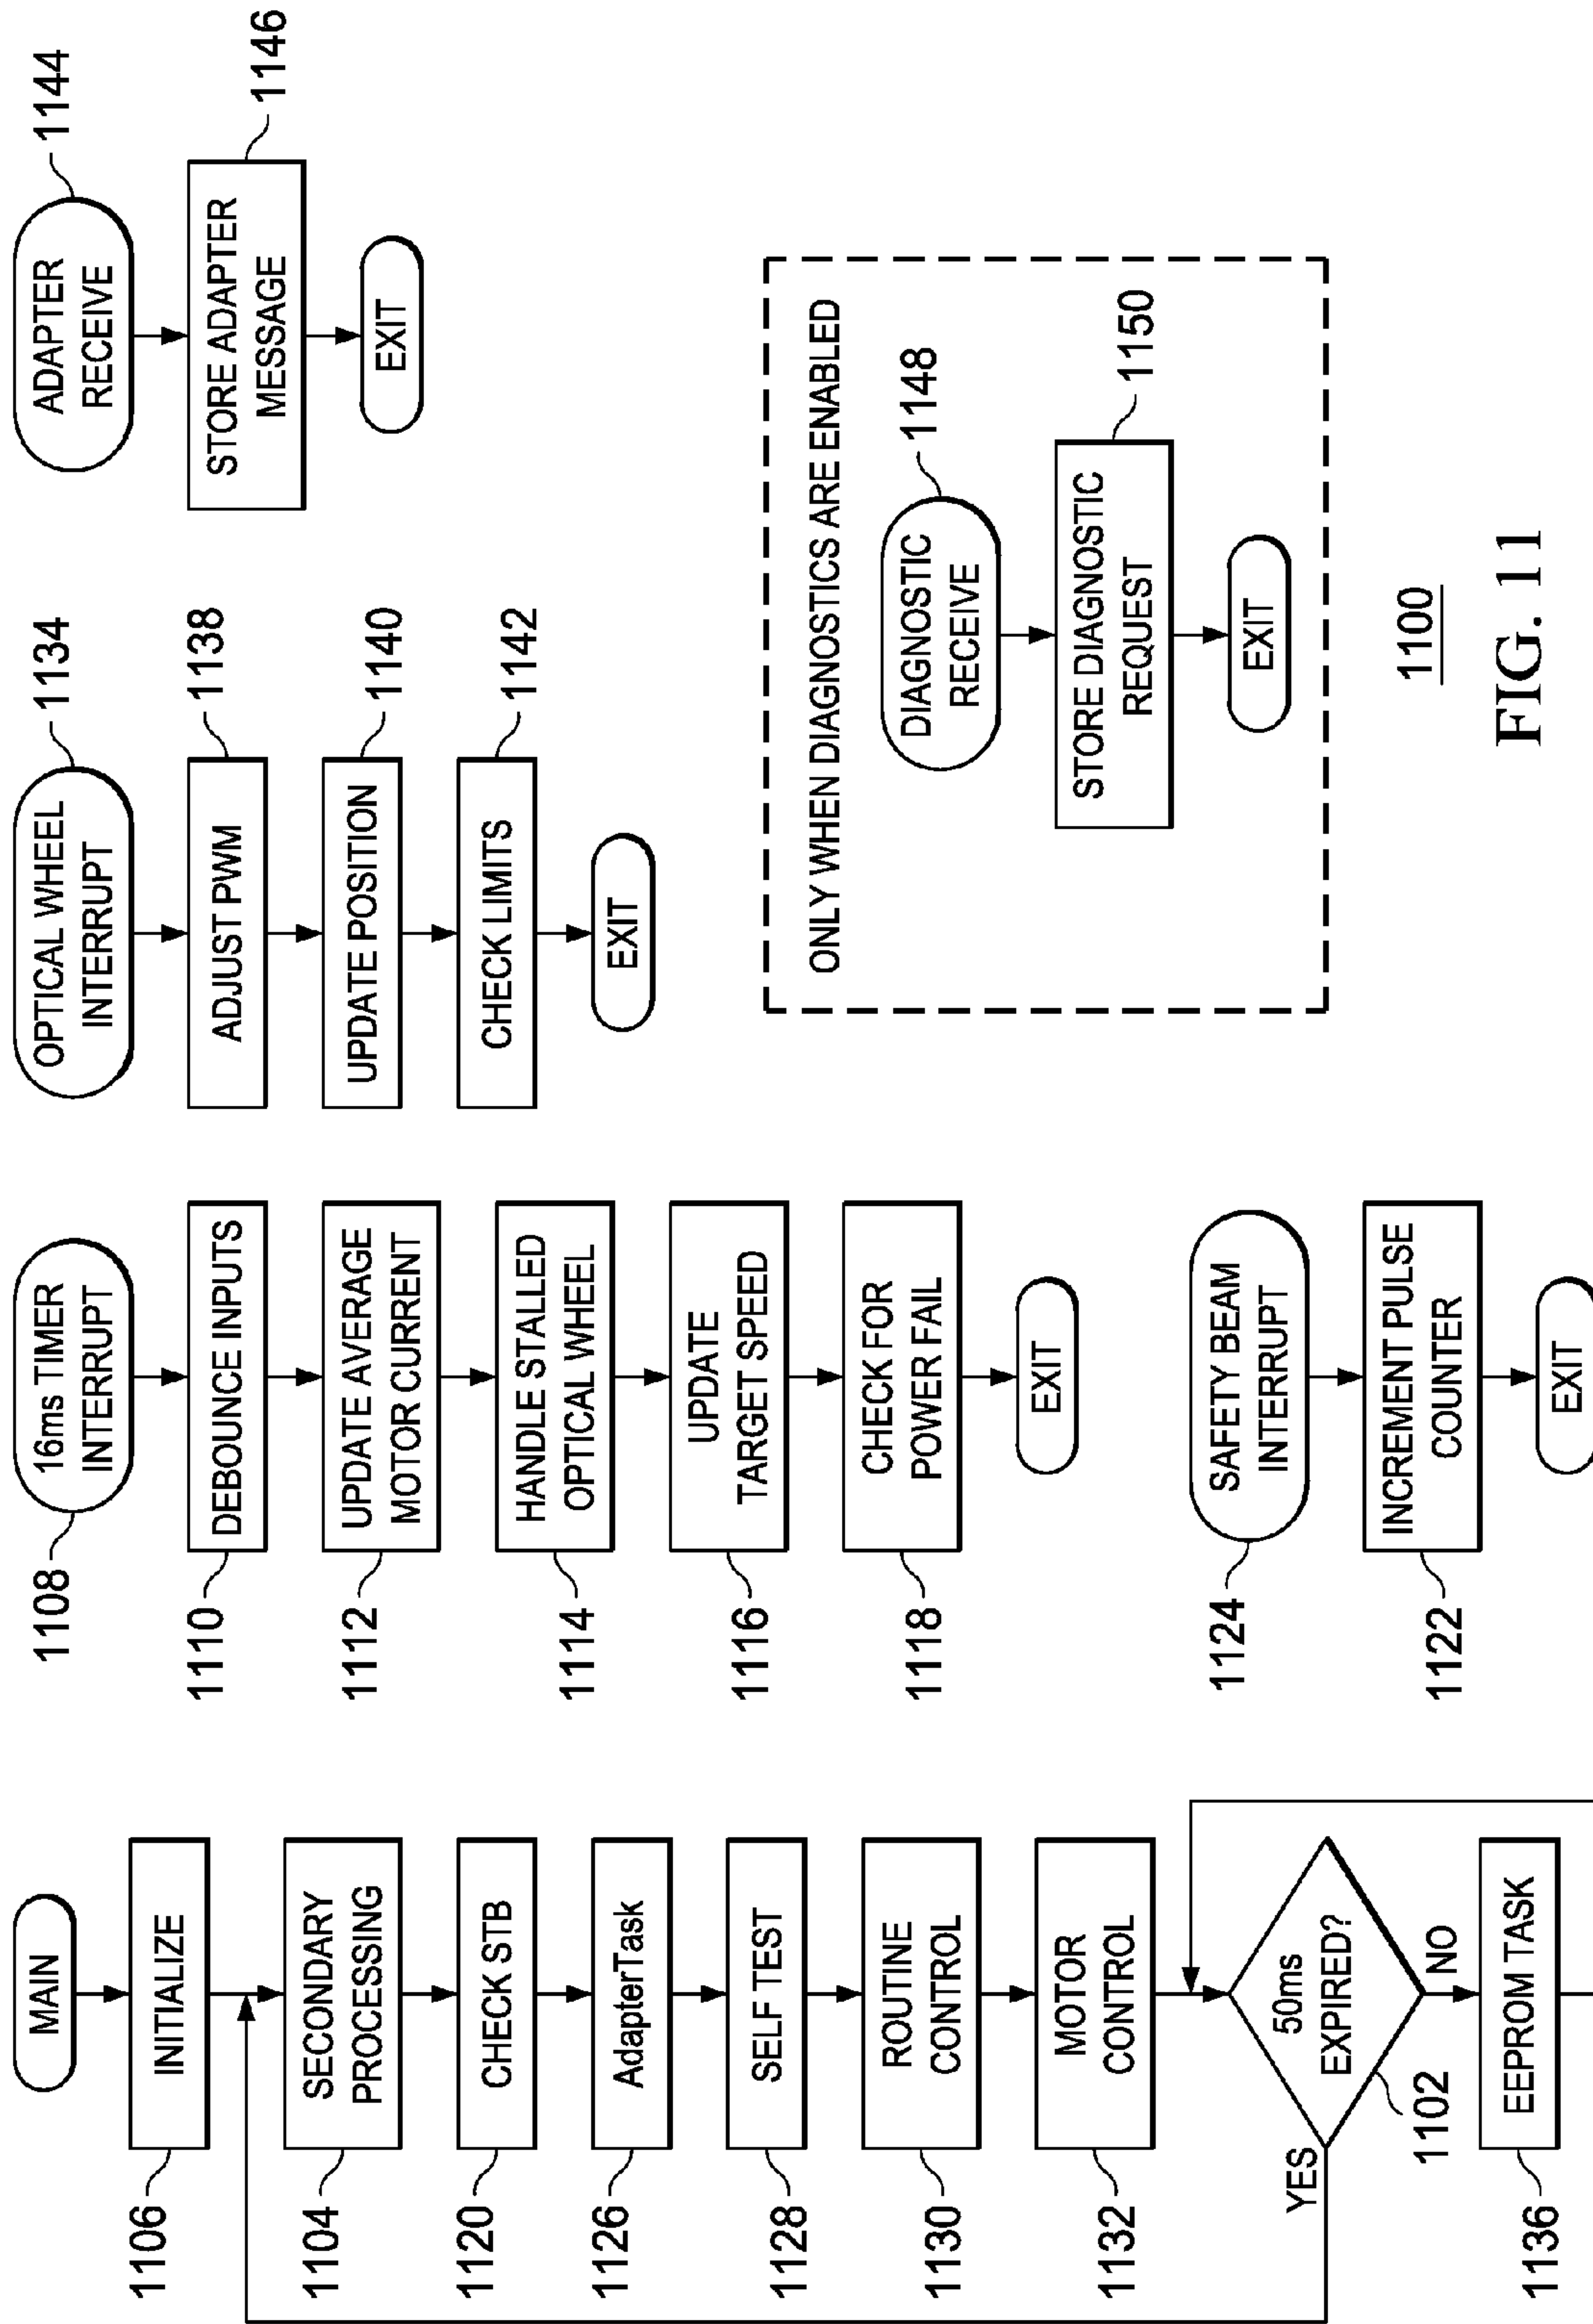 MAIN
1106
INITIALIZE
1104
SECONDARY
PROCESSING
1120
CHECK STB
1126
AdapterTask
1128
SELF TEST
1130
ROUTINE
CONTROL
1132
MOTOR
CONTROL
50ms
EXPIRED?
YES
NO
1102
1136
EEPROM TASK
1108
16ms TIMER
INTERRUPT
1110
DEBOUNCE INPUTS
1112
UPDATE AVERAGE
MOTOR CURRENT
1114
HANDLE STALLED
OPTICAL WHEEL
1116
UPDATE
TARGET SPEED
1118
CHECK FOR
POWER FAIL
EXIT
1124
SAFETY BEAM
INTERRUPT
1122
INCREMENT PULSE
COUNTER
EXIT
OPTICAL WHEEL
INTERRUPT
1134
ADJUST PWM
1138
UPDATE POSITION
1140
CHECK LIMITS
1142
EXIT
ADAPTER
RECEIVE
1144
STORE ADAPTER
MESSAGE
1146
EXIT
ONLY WHEN DIAGNOSTICS ARE ENABLED
DIAGNOSTIC
RECEIVE
1148
STORE DIAGNOSTIC
REQUEST
1150
EXIT
1100
FIG. 11